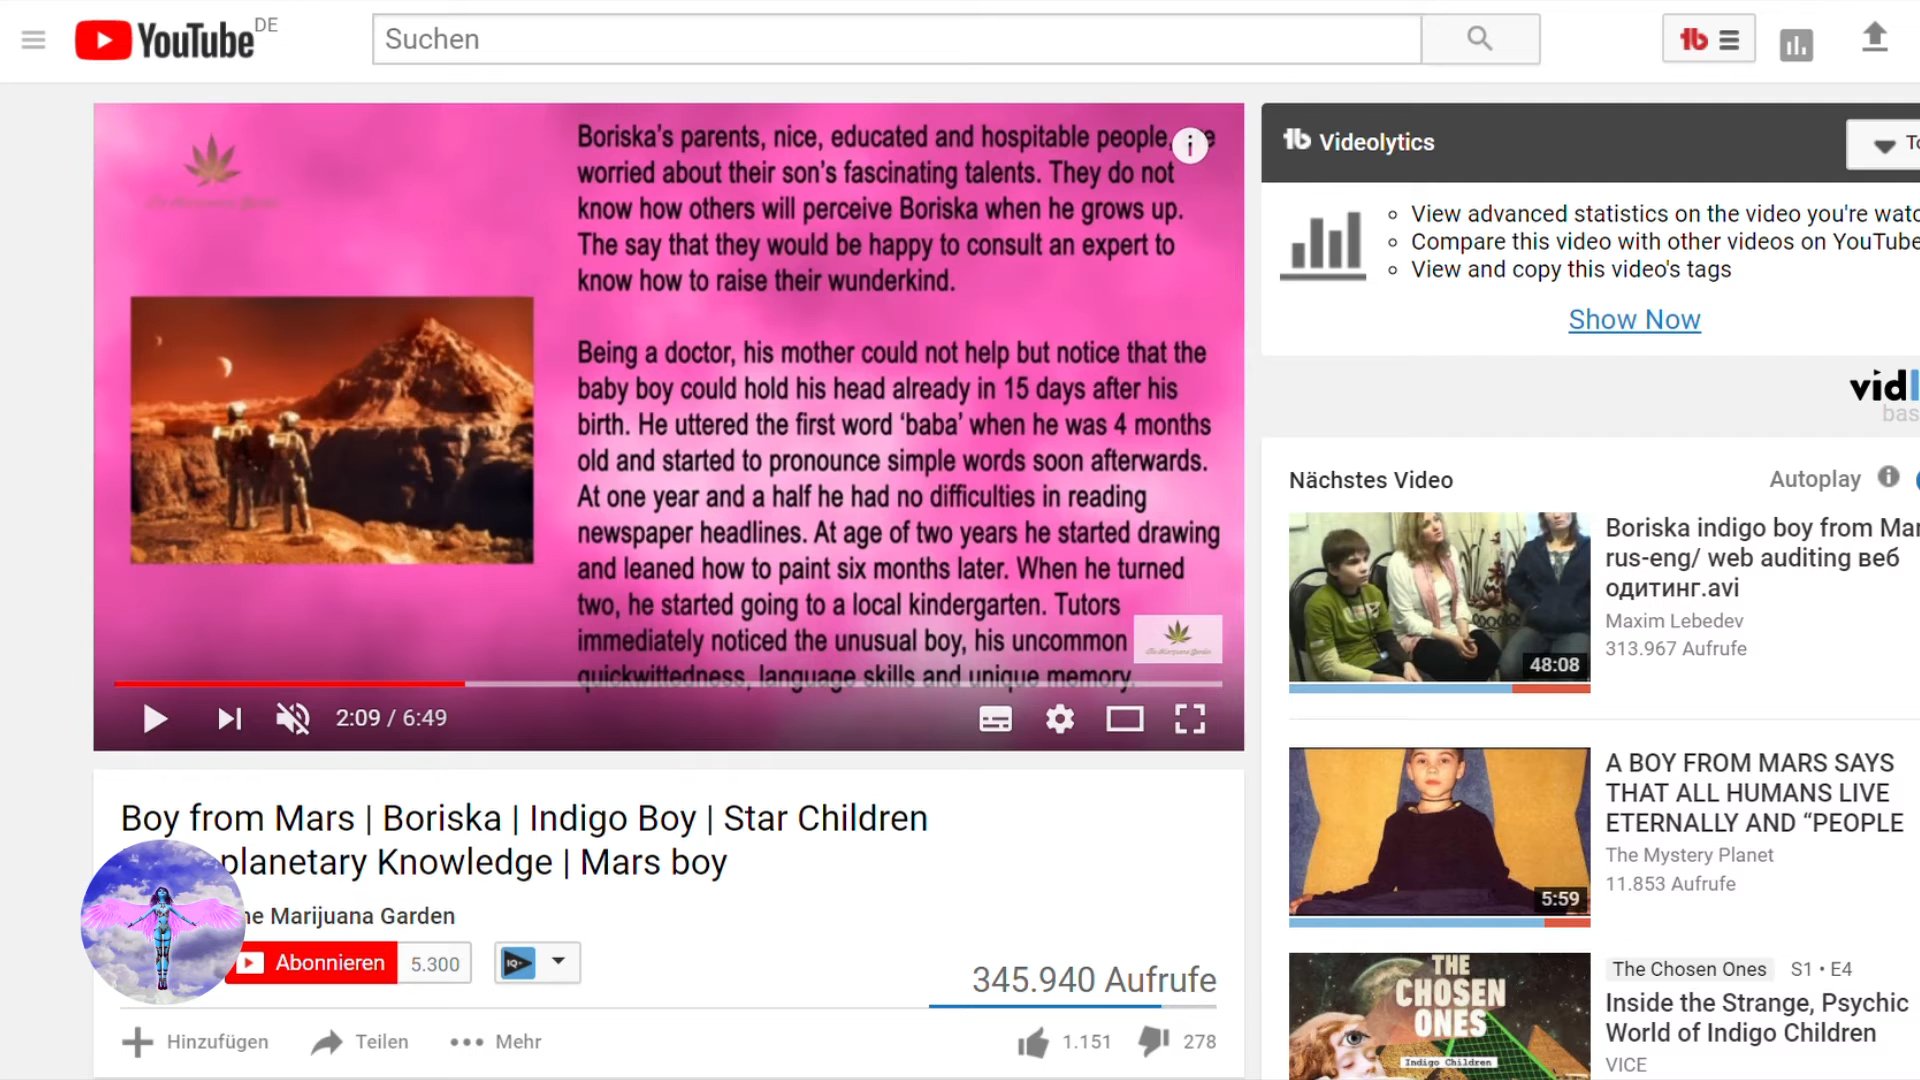 YouTube DE
Suchen
Boriska's parents, nice, educated and hospitable people,
worried about their son's fascinating talents. They do not
know how others will perceive Boriska when he grows up.
The say that they would be happy to consult an expert to
know how to raise their wunderkind.
Being a doctor, his mother could not help but notice that the
baby boy could hold his head already in 15 days after his
birth. He uttered the first word ‘baba’ when he was 4 months
old and started to pronounce simple words soon afterwards.
At one year and a half he had no difficulties in reading
newspaper headlines. At age of two years he started drawing
and leaned how to paint six months later. When he turned
two, he started going to a local kindergarten. Tutors
immediately noticed the unusual boy, his uncommon
quickwittedness, language skills and unique memory.
2:09 / 6:49
Boy from Mars | Boriska | Indigo Boy | Star Children
planetary Knowledge | Mars boy
Marijuana Garden
Abonnieren 5.300
IQ
345.940 Aufrufe
Hinzufügen Teilen Mehr
1.151 278
Videolytics
View advanced statistics on the video you're
Compare this video with other videos on YouTube
View and copy this video's tags
Show Now
Nächstes Video Autoplay
Boriska indigo boy from
rus-eng/ web auditing веб
одитинг.avi
Maxim Lebedev
313.967 Aufrufe
48:08
A BOY FROM MARS SAYS
THAT ALL HUMANS LIVE
ETERNALLY AND “PEOPLE
The Mystery Planet
11.853 Aufrufe
5:59
THE
CHOSEN
ONES
Indigo Children
The Chosen Ones S1 • E4
Inside the Strange, Psychic
World of Indigo Children
VICE